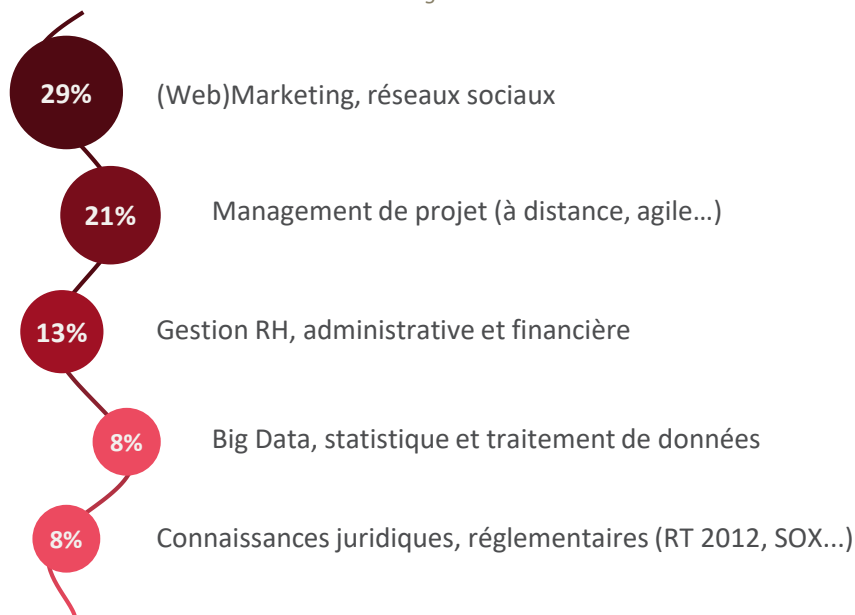 29%
(Web)Marketing, réseaux sociaux
21%
Management de projet (à distance, agile…)
13%
Gestion RH, administrative et financière
8%
Big Data, statistique et traitement de données
8%
Connaissances juridiques, réglementaires (RT 2012, SOX...)